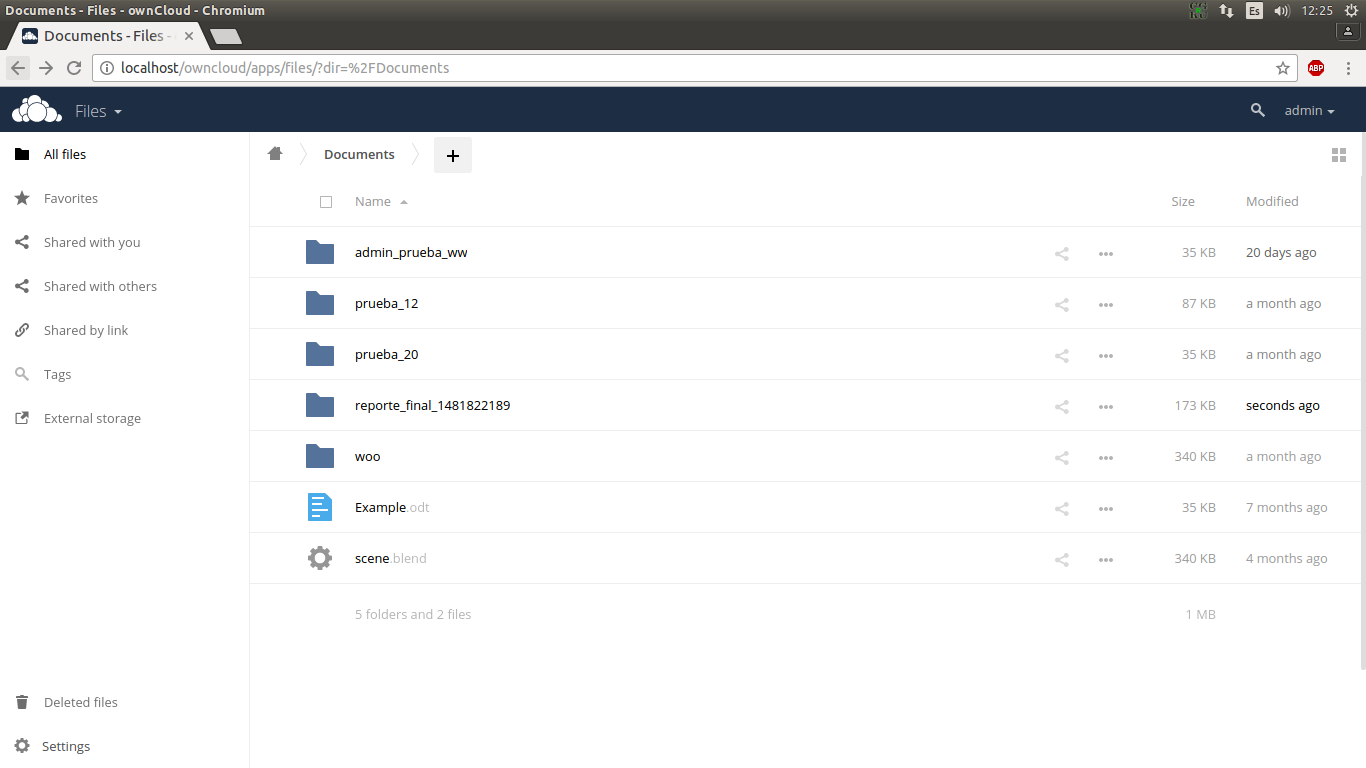 Documents - Files - ownCloud - Chromium
Es
12:25
Documents - Files -
localhost/owncloud/apps/files/?dir=%2FDocuments
ABP
Files
admin
All files
Favorites
Shared with you
Shared with others
Shared by link
Tags
External storage
Deleted files
Settings
Documents
+
Name Size Modified
admin_prueba_ww 35 KB 20 days ago
prueba_12 87 KB a month ago
prueba_20 35 KB a month ago
reporte_final_1481822189 173 KB seconds ago
woo 340 KB a month ago
Example.odt 35 KB 7 months ago
scene.blend 340 KB 4 months ago
5 folders and 2 files 1 MB